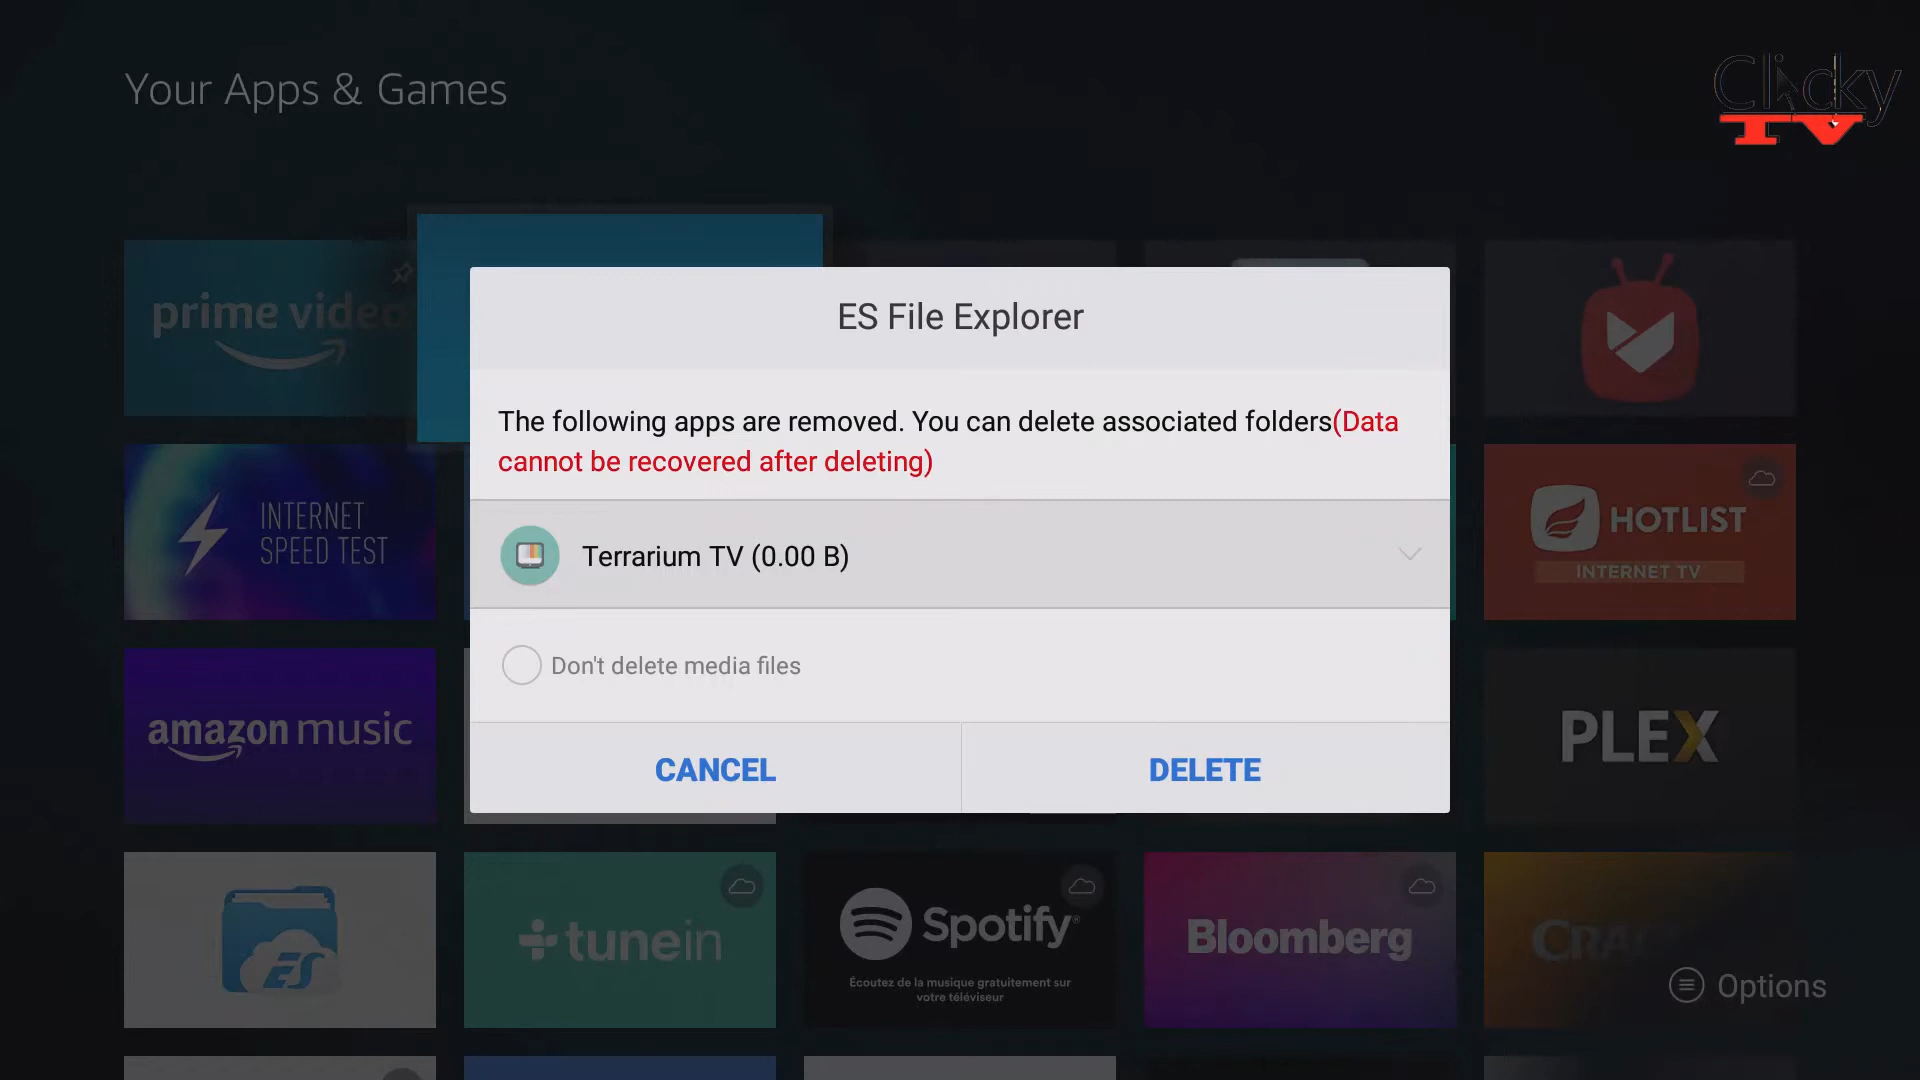 Your Apps & Games
Clicky
TV
prime video
ES File Explorer
The following apps are removed. You can delete associated folders(Data
cannot be recovered after deleting)
Terrarium TV (0.00 B)
Don't delete media files
CANCEL
DELETE
INTERNET
SPEED TEST
HOTLIST
INTERNET TV
amazon music
PLEX
ES
tunein
Spotify®
Écoutez de la musique gratuitement sur
votre téléviseur
Bloomberg
Options